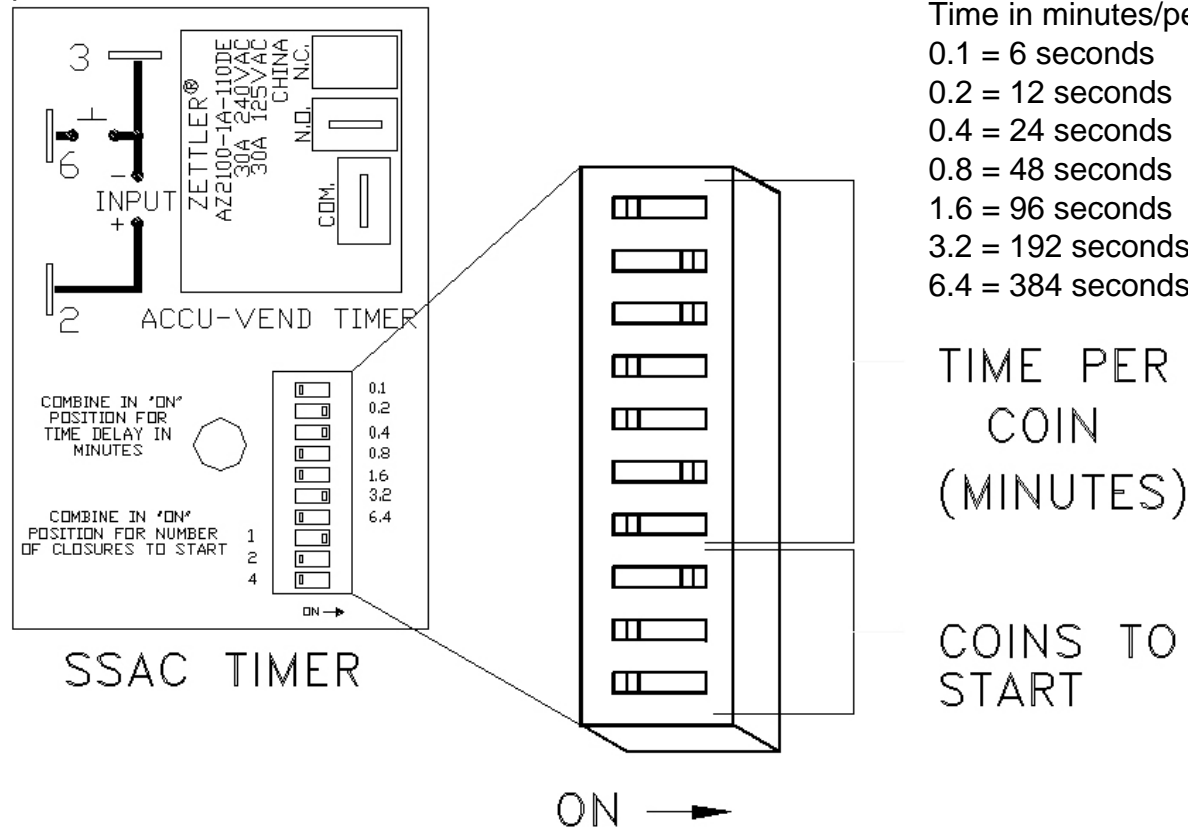 3
6
INPUT
-
+
2
ZETTLER®
AZ2100-1A-110DE
30A 240VAC
30A 125VAC
CHINA
N.C.
N.O.
COM.
ACCU-VEND TIMER
COMBINE IN "ON"
POSITION FOR
TIME DELAY IN
MINUTES
0.1
0.2
0.4
0.8
1.6
3.2
6.4
COMBINE IN "ON"
POSITION FOR NUMBER
OF CLOSURES TO START
1
2
4
ON
SSAC TIMER
Time in minutes/pe
0.1 = 6 seconds
0.2 = 12 seconds
0.4 = 24 seconds
0.8 = 48 seconds
1.6 = 96 seconds
3.2 = 192 seconds
6.4 = 384 seconds
TIME PER
COIN
(MINUTES)
COINS TO
START
ON